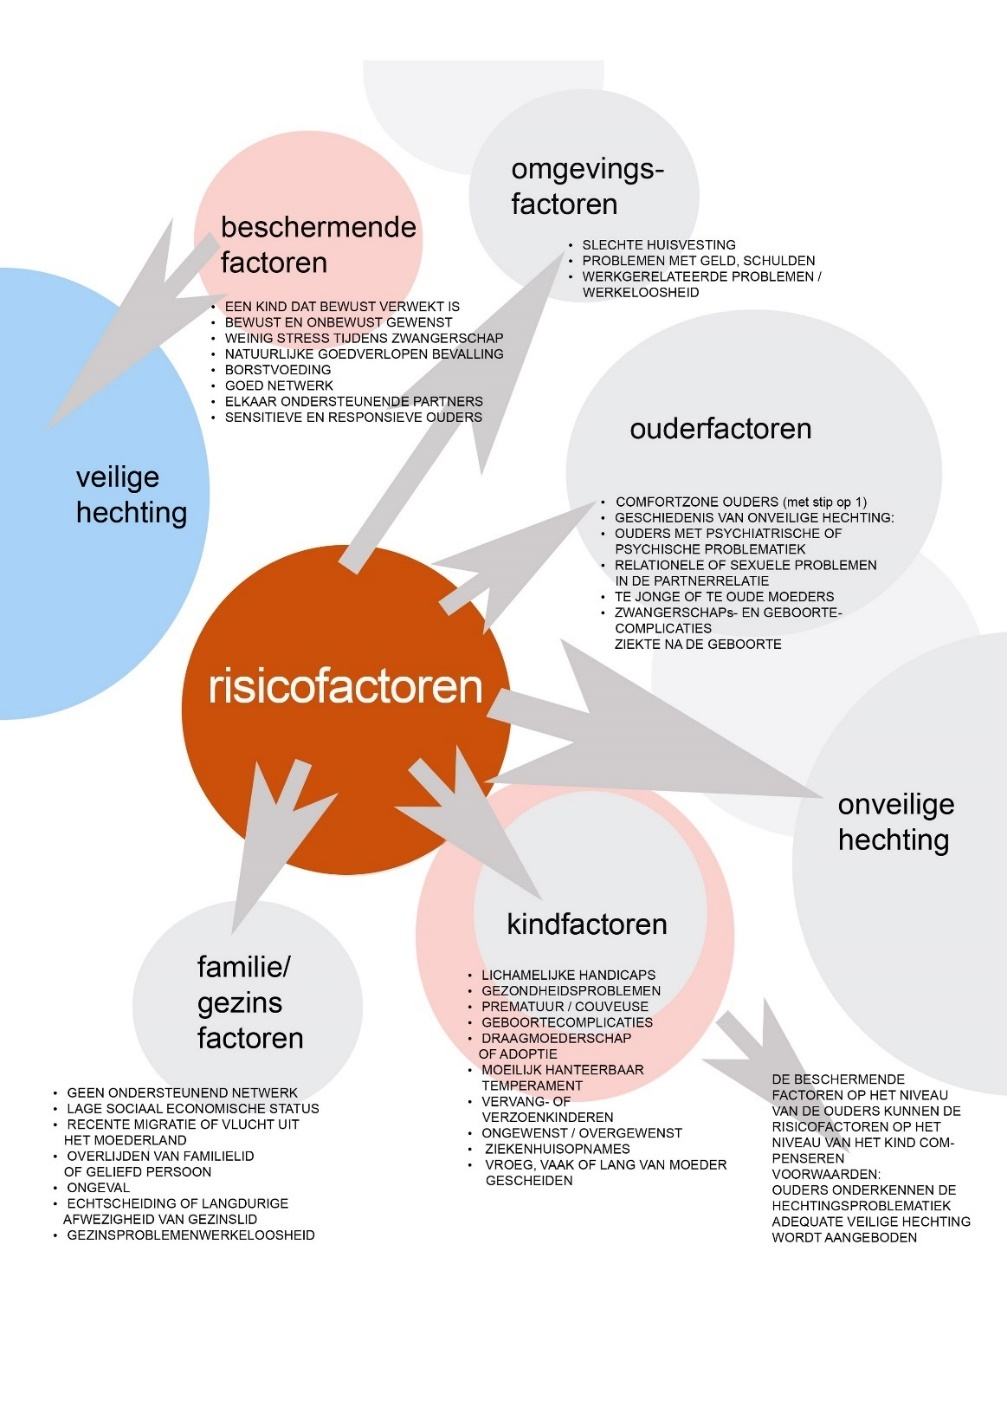 omgevings-
factoren
• SLECHTE HUISVESTING
• PROBLEMEN MET GELD, SCHULDEN
• WERKGERELATEERDE PROBLEMEN /
WERKELOOSHEID
beschermende
factoren
• EEN KIND DAT BEWUST VERWEKT IS
• BEWUST EN ONBEWUST GEWENST
• WEINIG STRESS TIJDENS ZWANGERSCHAP
• NATUURLIJKE GOEDVERLOPEN BEVALLING
• BORSTVOEDING
• GOED NETWERK
• ELKAAR ONDERSTEUNENDE PARTNERS
• SENSITIEVE EN RESPONSIEVE OUDERS
veilige
hechting
ouderfactoren
• COMFORTZONE OUDERS (met stip op 1)
• GESCHIEDENIS VAN ONVEILIGE HECHTING:
• OUDERS MET PSYCHIATRISCHE OF
PSYCHISCHE PROBLEMATIEK
• RELATIONELE OF SEXUELE PROBLEMEN
IN DE PARTNERRELATIE
• TE JONGE OF TE OUDE MOEDERS
• ZWANGERSCHAPs- EN GEBOORTE-
COMPLICATIES
ZIEKTE NA DE GEBOORTE
risicofactoren
onveilige
hechting
kindfactoren
• LICHAMELIJKE HANDICAPS
• GEZONDHEIDSPROBLEMEN
• PREMATUUR / COUVEUSE
• GEBOORTECOMPLICATIES
• DRAAGMOEDERSCHAP
OF ADOPTIE
• MOEILIJK HANTEERBAAR
TEMPERAMENT
• VERVANG- OF
VERZOENKINDEREN
• ONGEWENST / OVERGEWENST
• ZIEKENHUISOPNAMES
• VROEG, VAAK OF LANG VAN MOEDER
GESCHEIDEN
familie/
gezins
factoren
• GEEN ONDERSTEUNEND NETWERK
• LAGE SOCIAAL ECONOMISCHE STATUS
• RECENTE MIGRATIE OF VLUCHT UIT
HET MOEDERLAND
• OVERLIJDEN VAN FAMILIELID
OF GELIEFD PERSOON
• ONGEVAL
• ECHTSCHEIDING OF LANGDURIGE
AFWEZIGHEID VAN GEZINSLID
• GEZINSPROBLEMENWERKELOOSHEID
DE BESCHERMENDE
FACTOREN OP HET NIVEAU
VAN DE OUDERS KUNNEN DE
RISICOFACTOREN OP HET
NIVEAU VAN HET KIND COM-
PENSEREN
VOORWAARDEN:
OUDERS ONDERKENNEN DE
HECHTINGSPROBLEMATIEK
ADEQUATE VEILIGE HECHTING
WORDT AANGEBODEN